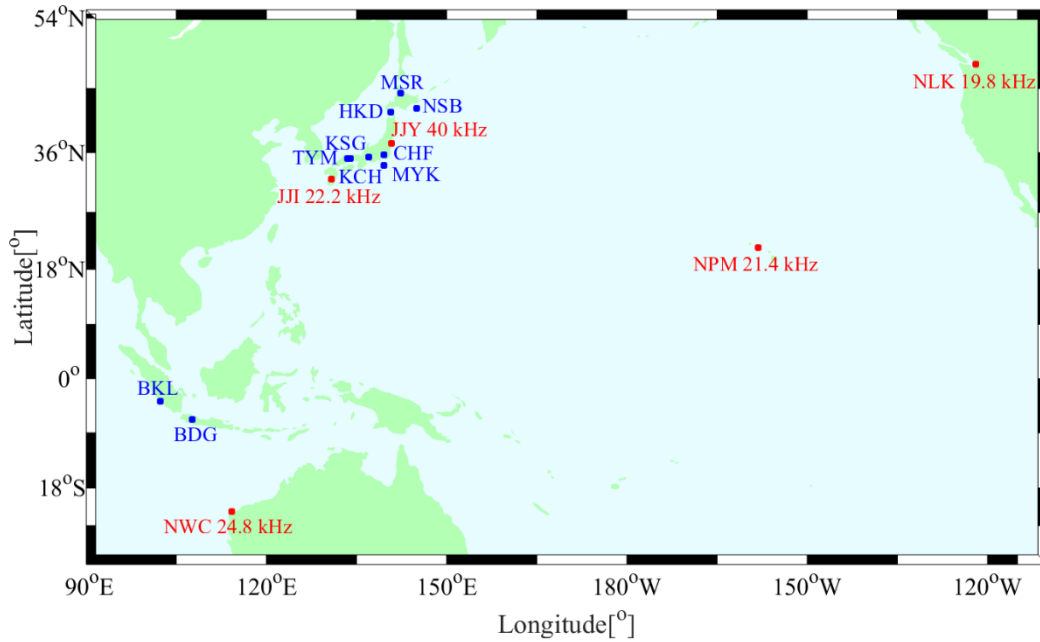 54°N
NLK 19.8 kHz
MSR
HKD
NSB
JJY 40 kHz
KSG
36°N
TYM
CHF
KCH
MYK
JJI 22.2 kHz
NPM 21.4 kHz
18°N
Latitude[°]
0°
BKL
BDG
18°S
NWC 24.8 kHz
90°E
120°E
150°E
180°W
150°W
120°W
Longitude[°]